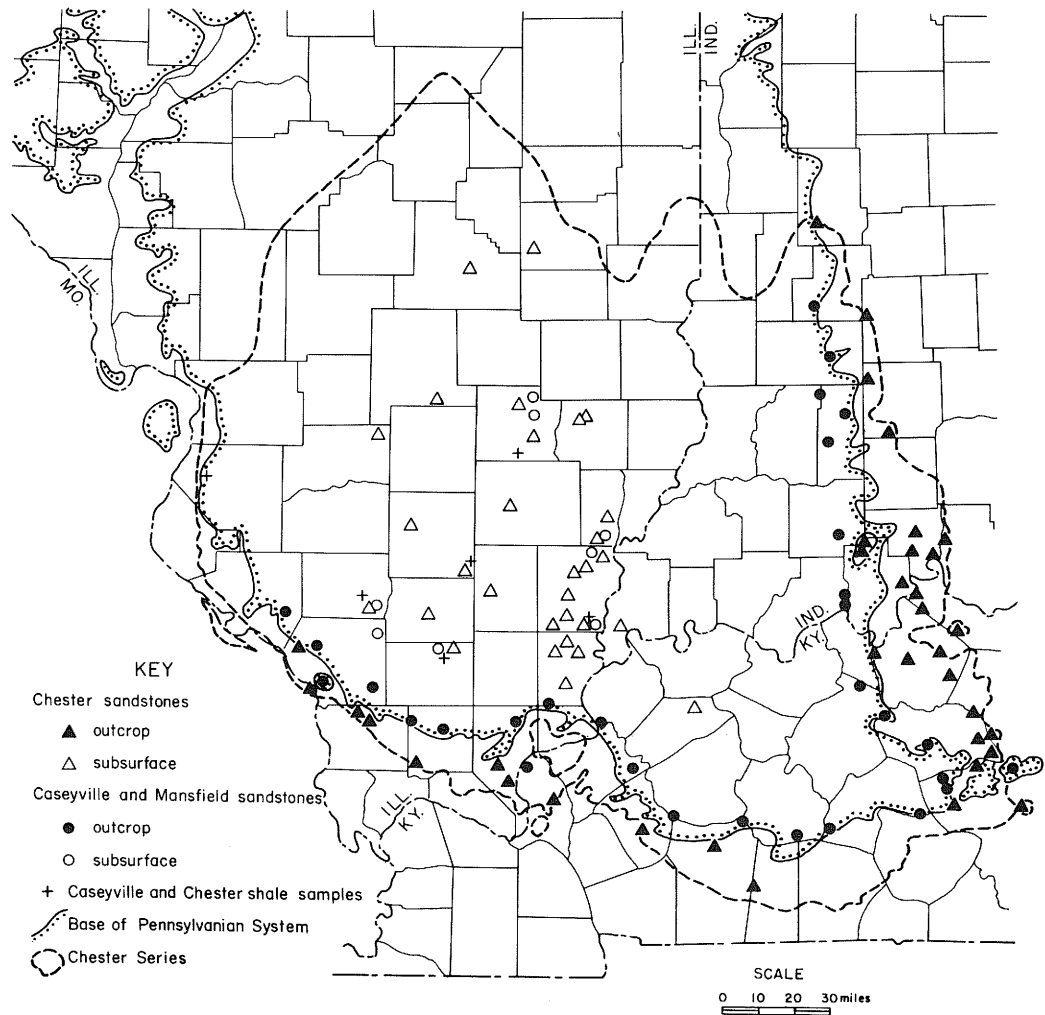 ILL.
IND.
ILL.
MO.
IND.
KY.
ILL.
KY.
KEY
Chester sandstones
outcrop
subsurface
Caseyville and Mansfield sandstones
outcrop
subsurface
+ Caseyville and Chester shale samples
Base of Pennsylvanian System
Chester Series
SCALE
0 10 20 30 miles